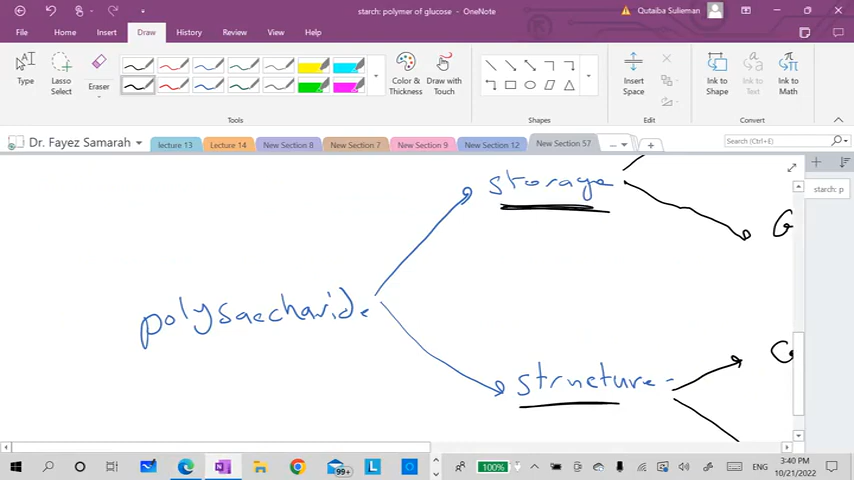 starch: polymer of glucose - OneNote
Qutaiba Sulieman
File Home Insert Draw History Review View Help
Type
Lasso Select
Eraser
Color & Thickness
Draw with Touch
Insert Space
Ink to Shape
Ink to Text
Ink to Math
Tools Shapes Edit Convert
Dr. Fayez Samarah lecture 13 Lecture 14 New Section 8 New Section 7 New Section 9 New Section 12 New Section 57 Search (Ctrl+E)
starch: p
storage
G
polysaccharide
structure
C
99+
100% ENG 3:40 PM
10/21/2022